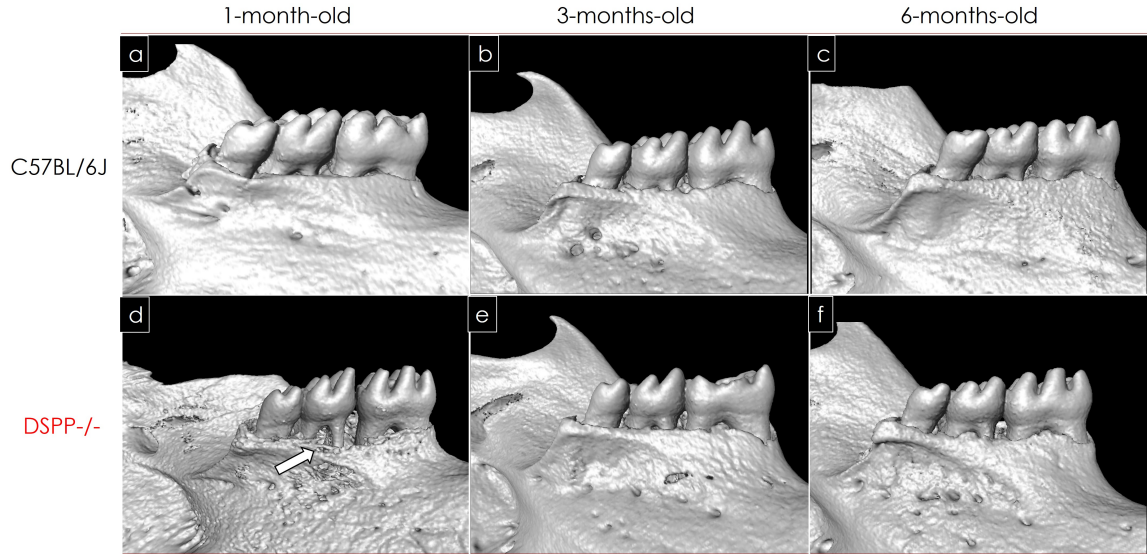 1-month-old 3-months-old 6-months-old
a b c
C57BL/6J
d e f
DSPP-/-